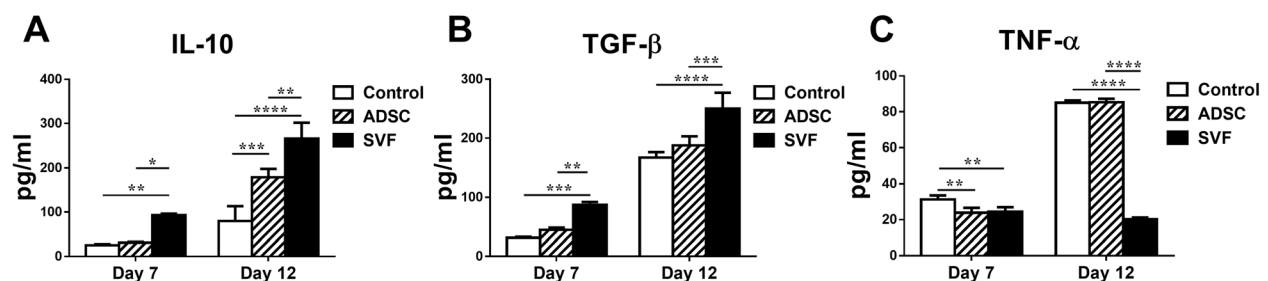 A
IL-10
pg/ml
400
300
200
100
0
**
****
***
*
**
Day 7
Day 12
Control
ADSC
SVF
B
TGF-β
pg/ml
300
200
100
0
***
****
**
***
Day 7
Day 12
Control
ADSC
SVF
C
TNF-α
pg/ml
100
80
60
40
20
0
****
****
**
**
Day 7
Day 12
Control
ADSC
SVF